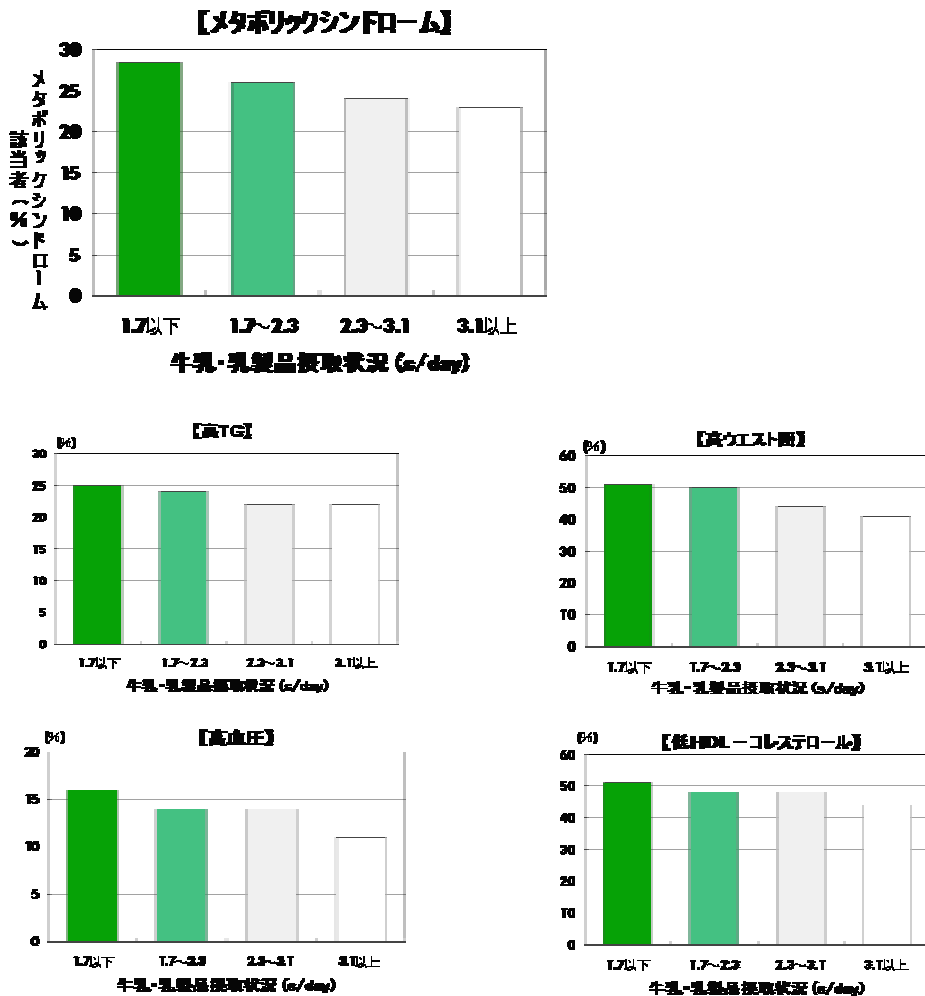 【メタボリックシンドローム】
メタボリックシンドローム
該当者(%)
30
25
20
15
10
5
0
1.7以下 1.7～2.3 2.3～3.1 3.1以上
牛乳・乳製品摂取状況(s/day)
【高TG】
(%)
30
25
20
15
10
5
0
1.7以下 1.7～2.3 2.3～3.1 3.1以上
牛乳・乳製品摂取状況(s/day)
【高ウエスト囲】
(%)
60
50
40
30
20
10
0
1.7以下 1.7～2.3 2.3～3.1 3.1以上
牛乳・乳製品摂取状況(s/day)
【高血圧】
(%)
20
15
10
5
0
1.7以下 1.7～2.3 2.3～3.1 3.1以上
牛乳・乳製品摂取状況(s/day)
【低HDL－コレステロール】
(%)
60
50
40
30
20
10
0
1.7以下 1.7～2.3 2.3～3.1 3.1以上
牛乳・乳製品摂取状況(s/day)